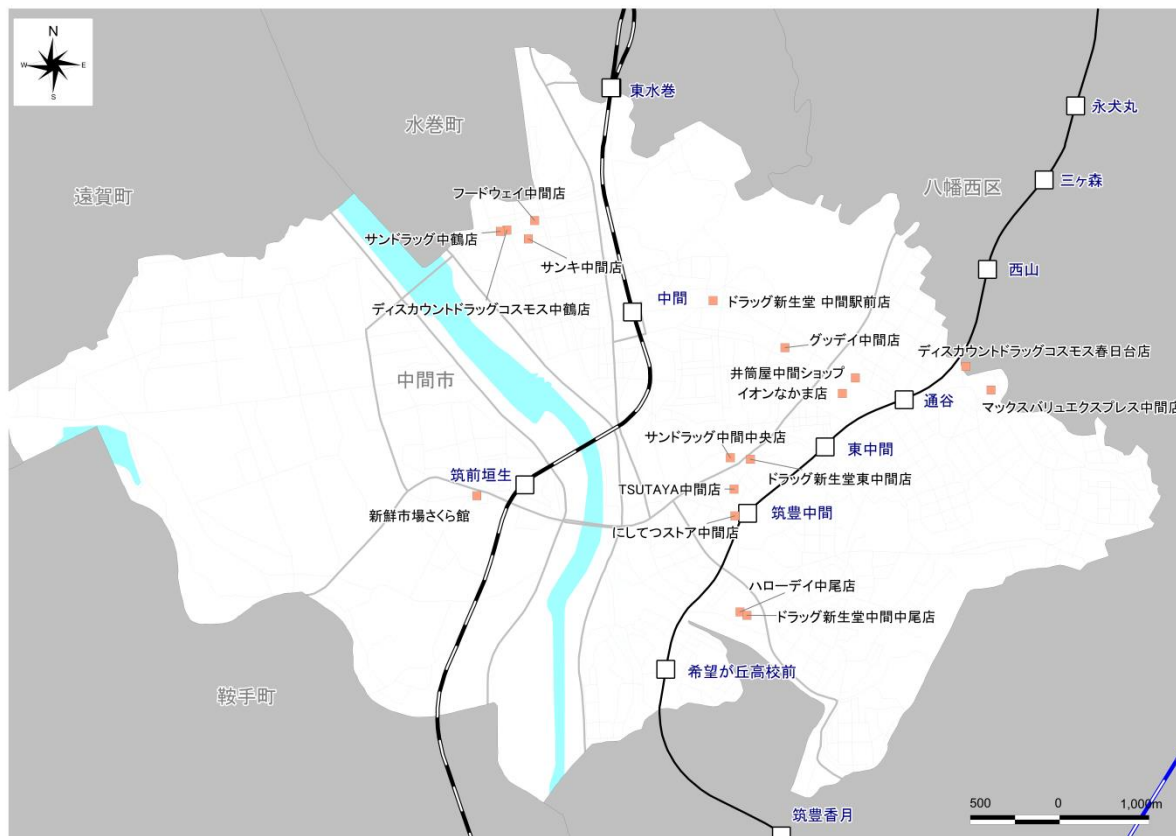 N
W
E
S
東水巻
永犬丸
水巻町
三ヶ森
八幡西区
遠賀町
フードウェイ中間店
サンドラッグ中鶴店
サンキ中間店
西山
ディスカウントドラッグコスモス中鶴店
中間
ドラッグ新生堂 中間駅前店
グッデイ中間店
ディスカウントドラッグコスモス春日台店
中間市
井筒屋中間ショップ
イオンなかま店
通谷
マックスバリュエクスプレス中間店
サンドラッグ中間中央店
東中間
筑前垣生
ドラッグ新生堂東中間店
TSUTAYA中間店
新鮮市場さくら館
筑豊中間
にしてつストア中間店
ハローデイ中尾店
ドラッグ新生堂中間中尾店
希望が丘高校前
鞍手町
筑豊香月
500 0 1,000m